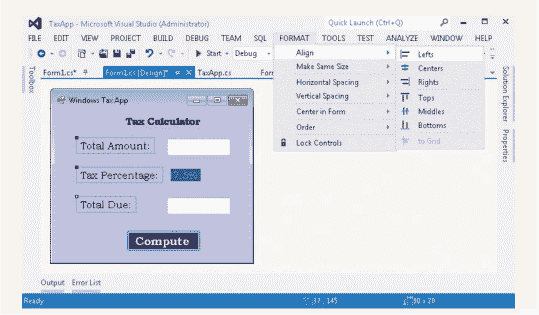 TaxApp - Microsoft Visual Studio (Administrator)
Quick Launch (Ctrl+Q)
FILE EDIT VIEW PROJECT BUILD DEBUG TEAM SQL FORMAT TOOLS TEST ANALYZE WINDOW HELP
Start Debug
Toolbox
Form1.cs* Form1.cs [Design]* TaxApp.cs For
Align
Make Same Size
Horizontal Spacing
Vertical Spacing
Center in Form
Order
Lock Controls
Lefts
Centers
Rights
Tops
Middles
Bottoms
to Grid
Solution Explorer
Properties
Windows Tax App
Tax Calculator
Total Amount:
Tax Percentage:
Total Due:
Compute
Output Error List
Ready
37 , 145
90 x 20